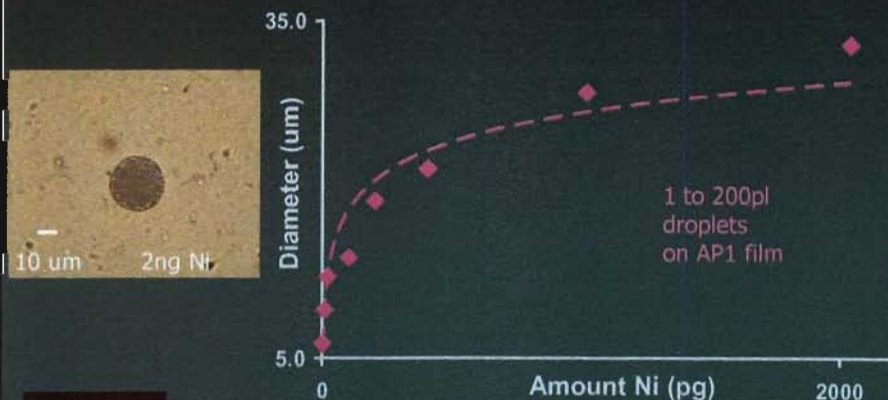 35.0
Diameter (um)
10 um
2ng Ni
1 to 200pl
droplets
on AP1 film
5.0
0
Amount Ni (pg)
2000